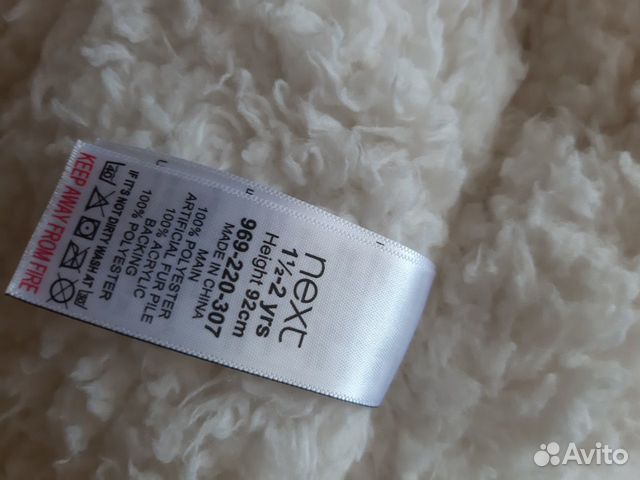 next
1½-2 yrs
Height 92cm
969-220-307
MADE IN CHINA
MAIN
100% POLYESTER
ARTIFICIAL FUR PILE
100% ACRYLIC
BACKING
100% POLYESTER
IF IT'S NOT DIRTY WASH AT
KEEP AWAY FROM FIRE
Avito